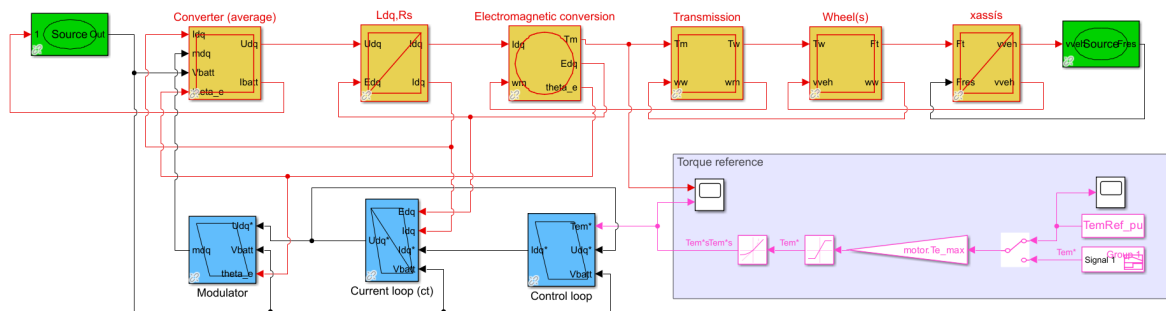 Converter (average)
Ldq,Rs
Electromagnetic conversion
Transmission
Wheel(s)
xassís
1
Source
Out
Idq
mdq
Vbatt
theta_e
Udq
Ibatt
Udq
Edq
Idq
Idq
Idq
wm
Tm
Edq
theta_e
Tm
ww
Tw
wm
Tw
vveh
Ft
ww
Ft
Fres
vveh
vveh
vveh
Source
Fres
Torque reference
Udq*
Vbatt
theta_e
mdq
Modulator
Edq
Idq
Idq*
Vbatt
Udq*
Current loop (ct)
Tem*
Udq*
Vbatt
Idq*
Control loop
Tem*s
Tem*s
Tem*
motor.Te_max
TemRef_pu
Tem*
Signal 1
Group 1